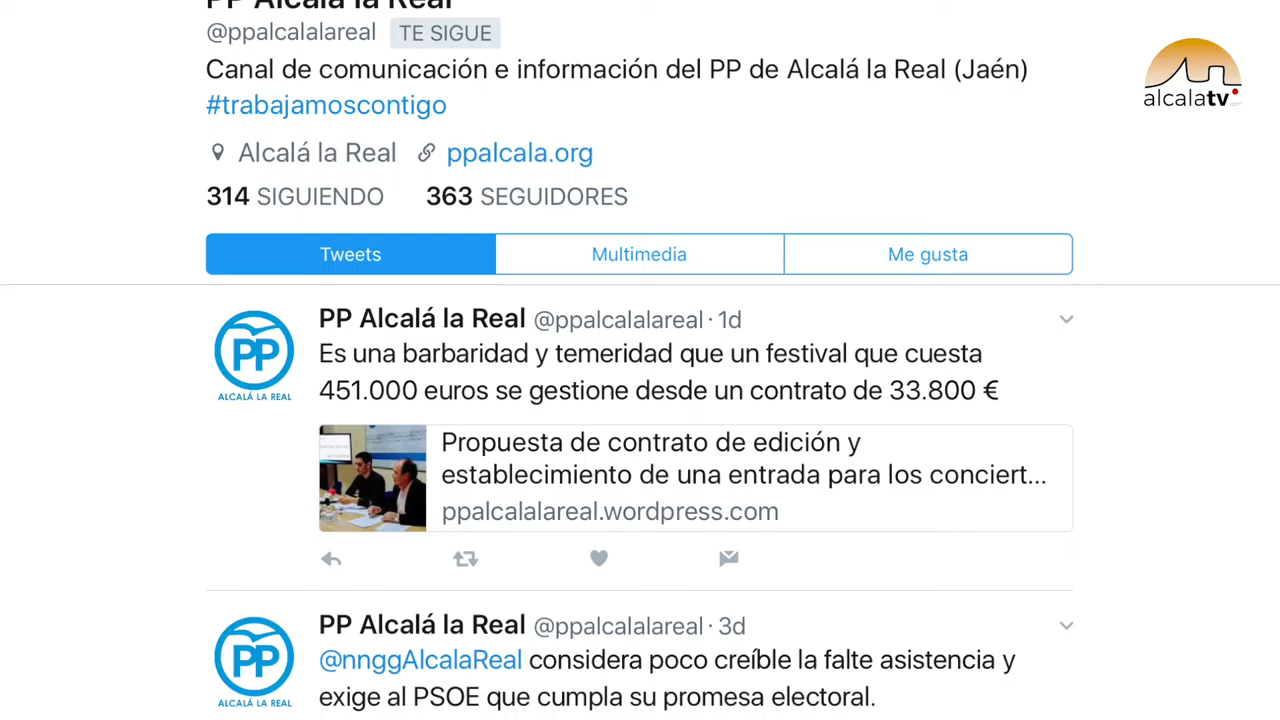 PP Alcalá la Real
@ppalcalalareal TE SIGUE
Canal de comunicación e información del PP de Alcalá la Real (Jaén)
#trabajamoscontigo
Alcalá la Real ppalcala.org
314 SIGUIENDO 363 SEGUIDORES
alcalatv
Tweets Multimedia Me gusta
PP Alcalá la Real @ppalcalalareal · 1d
Es una barbaridad y temeridad que un festival que cuesta
451.000 euros se gestione desde un contrato de 33.800 €
PP
ALCALÁ LA REAL
Propuesta de contrato de edición y
establecimiento de una entrada para los conciert...
ppalcalalareal.wordpress.com
PP Alcalá la Real @ppalcalalareal · 3d
@nnggAlcalaReal considera poco creíble la falte asistencia y
exige al PSOE que cumpla su promesa electoral.
PP
ALCALÁ LA REAL